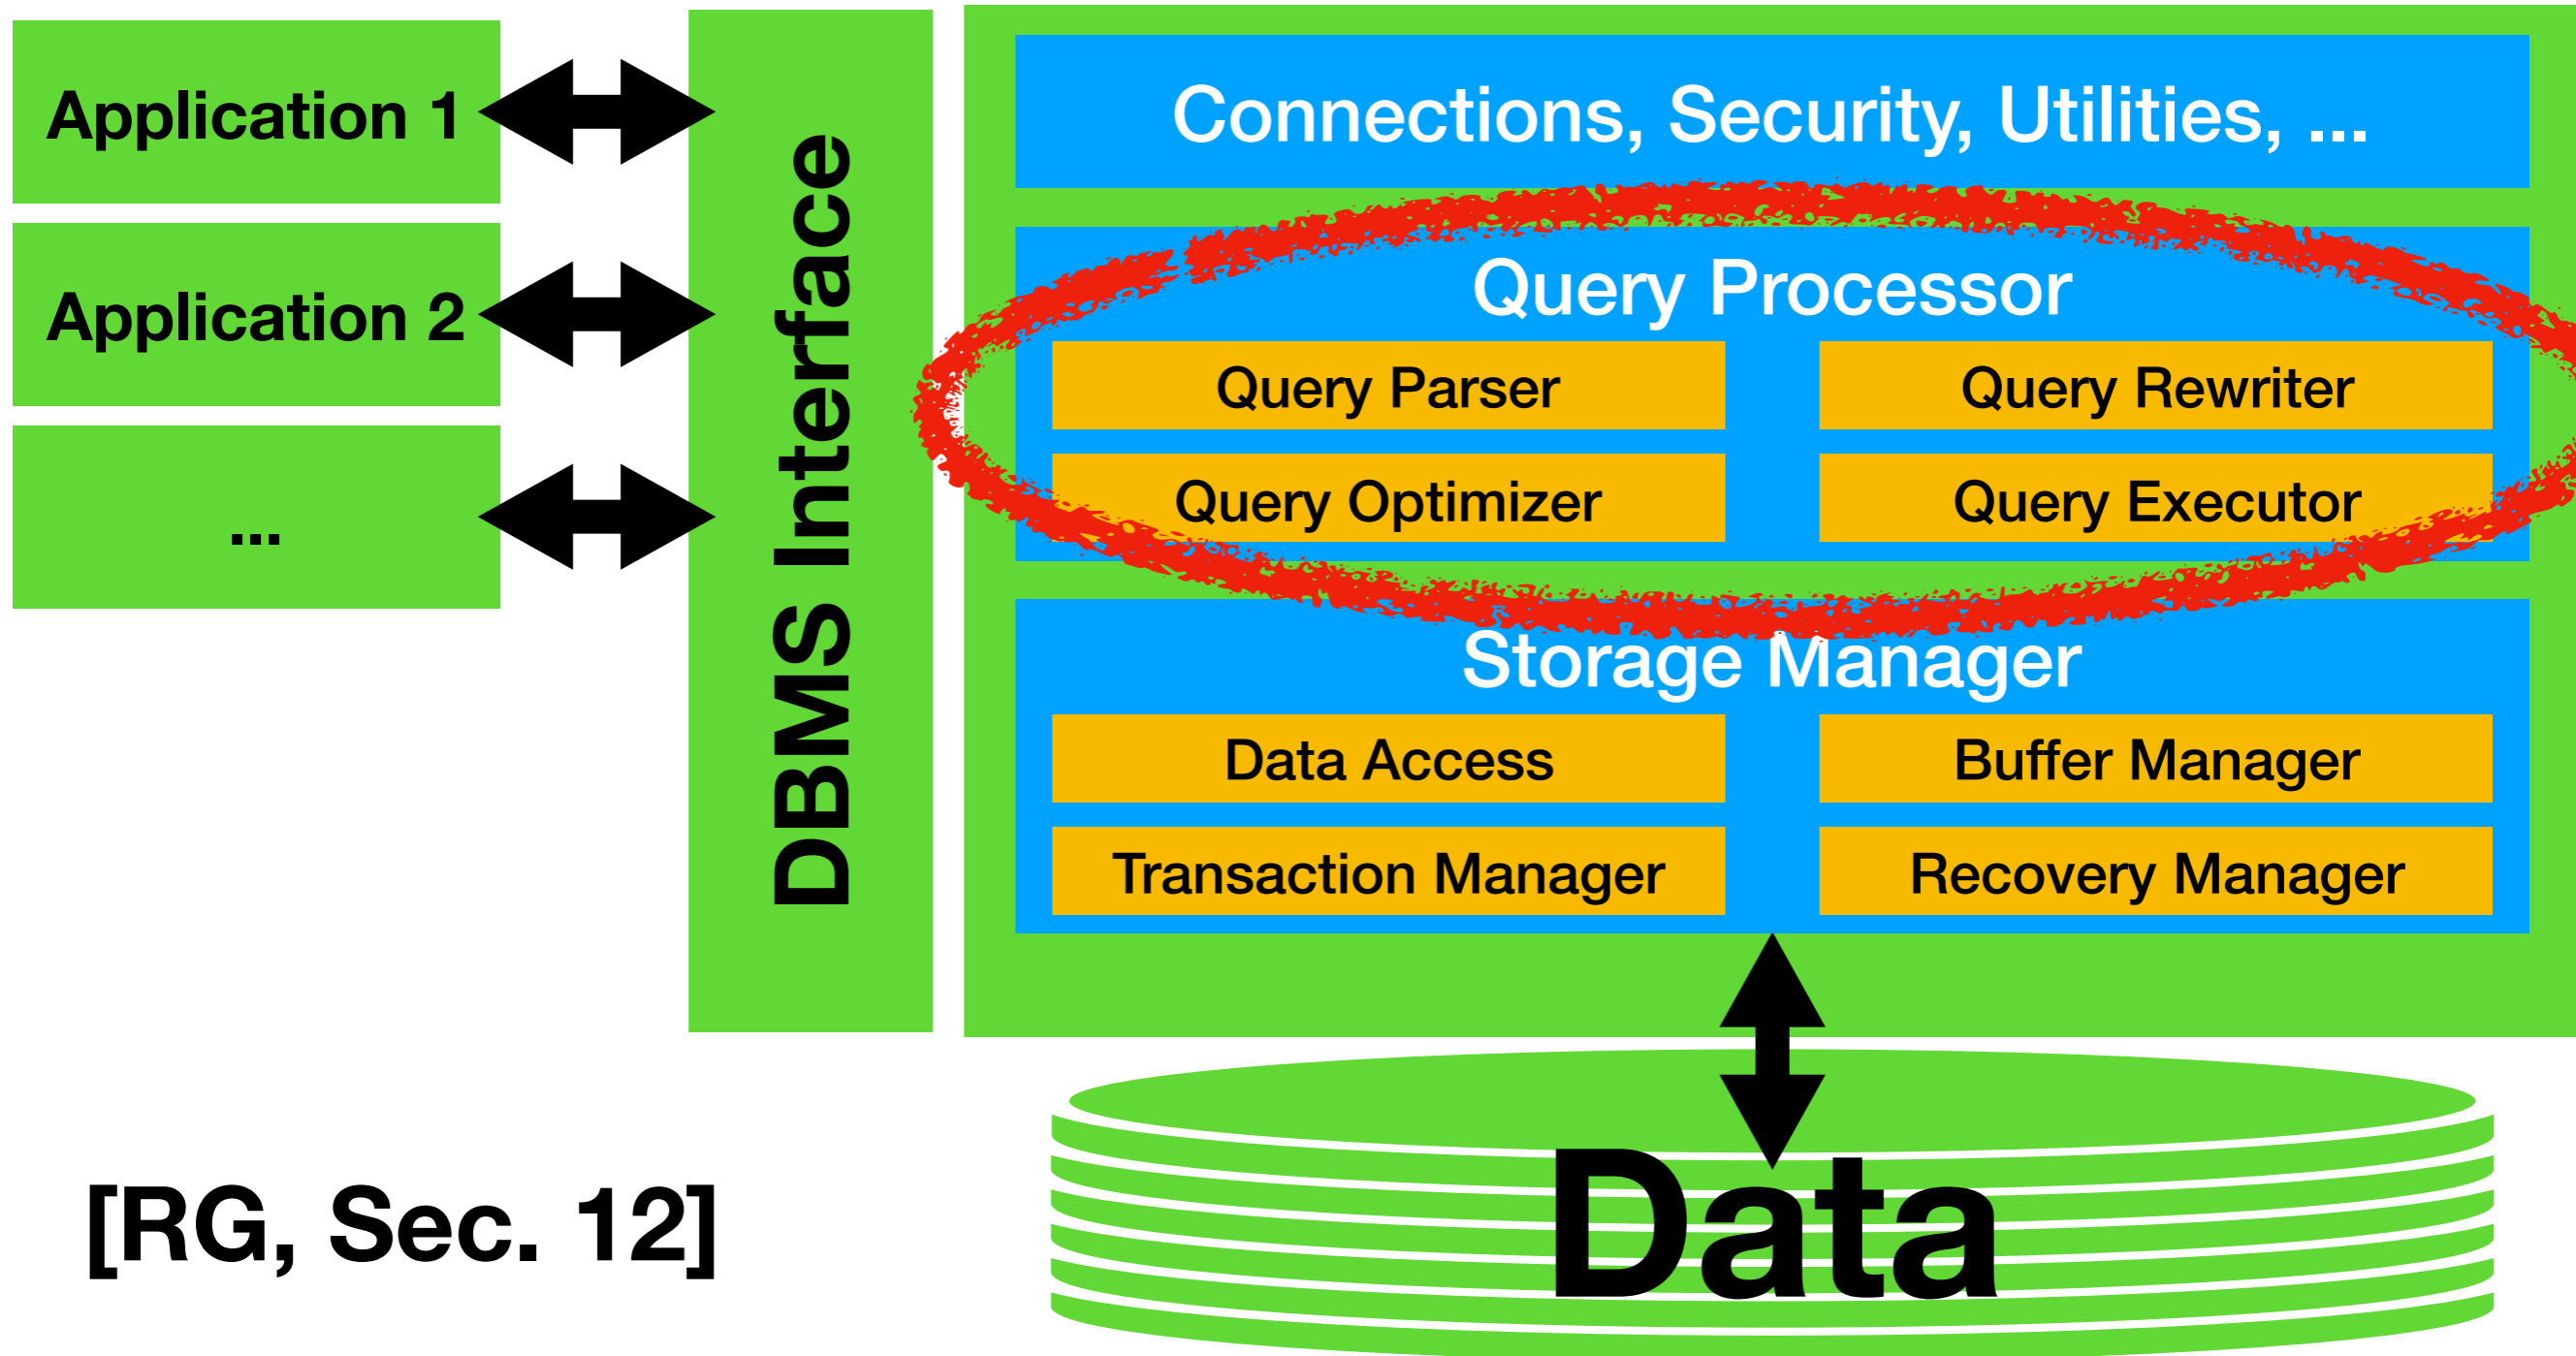 Application 1
Application 2
...
DBMS Interface
Connections, Security, Utilities, ...
Query Processor
Query Parser
Query Rewriter
Query Optimizer
Query Executor
Storage Manager
Data Access
Buffer Manager
Transaction Manager
Recovery Manager
Data
[RG, Sec. 12]